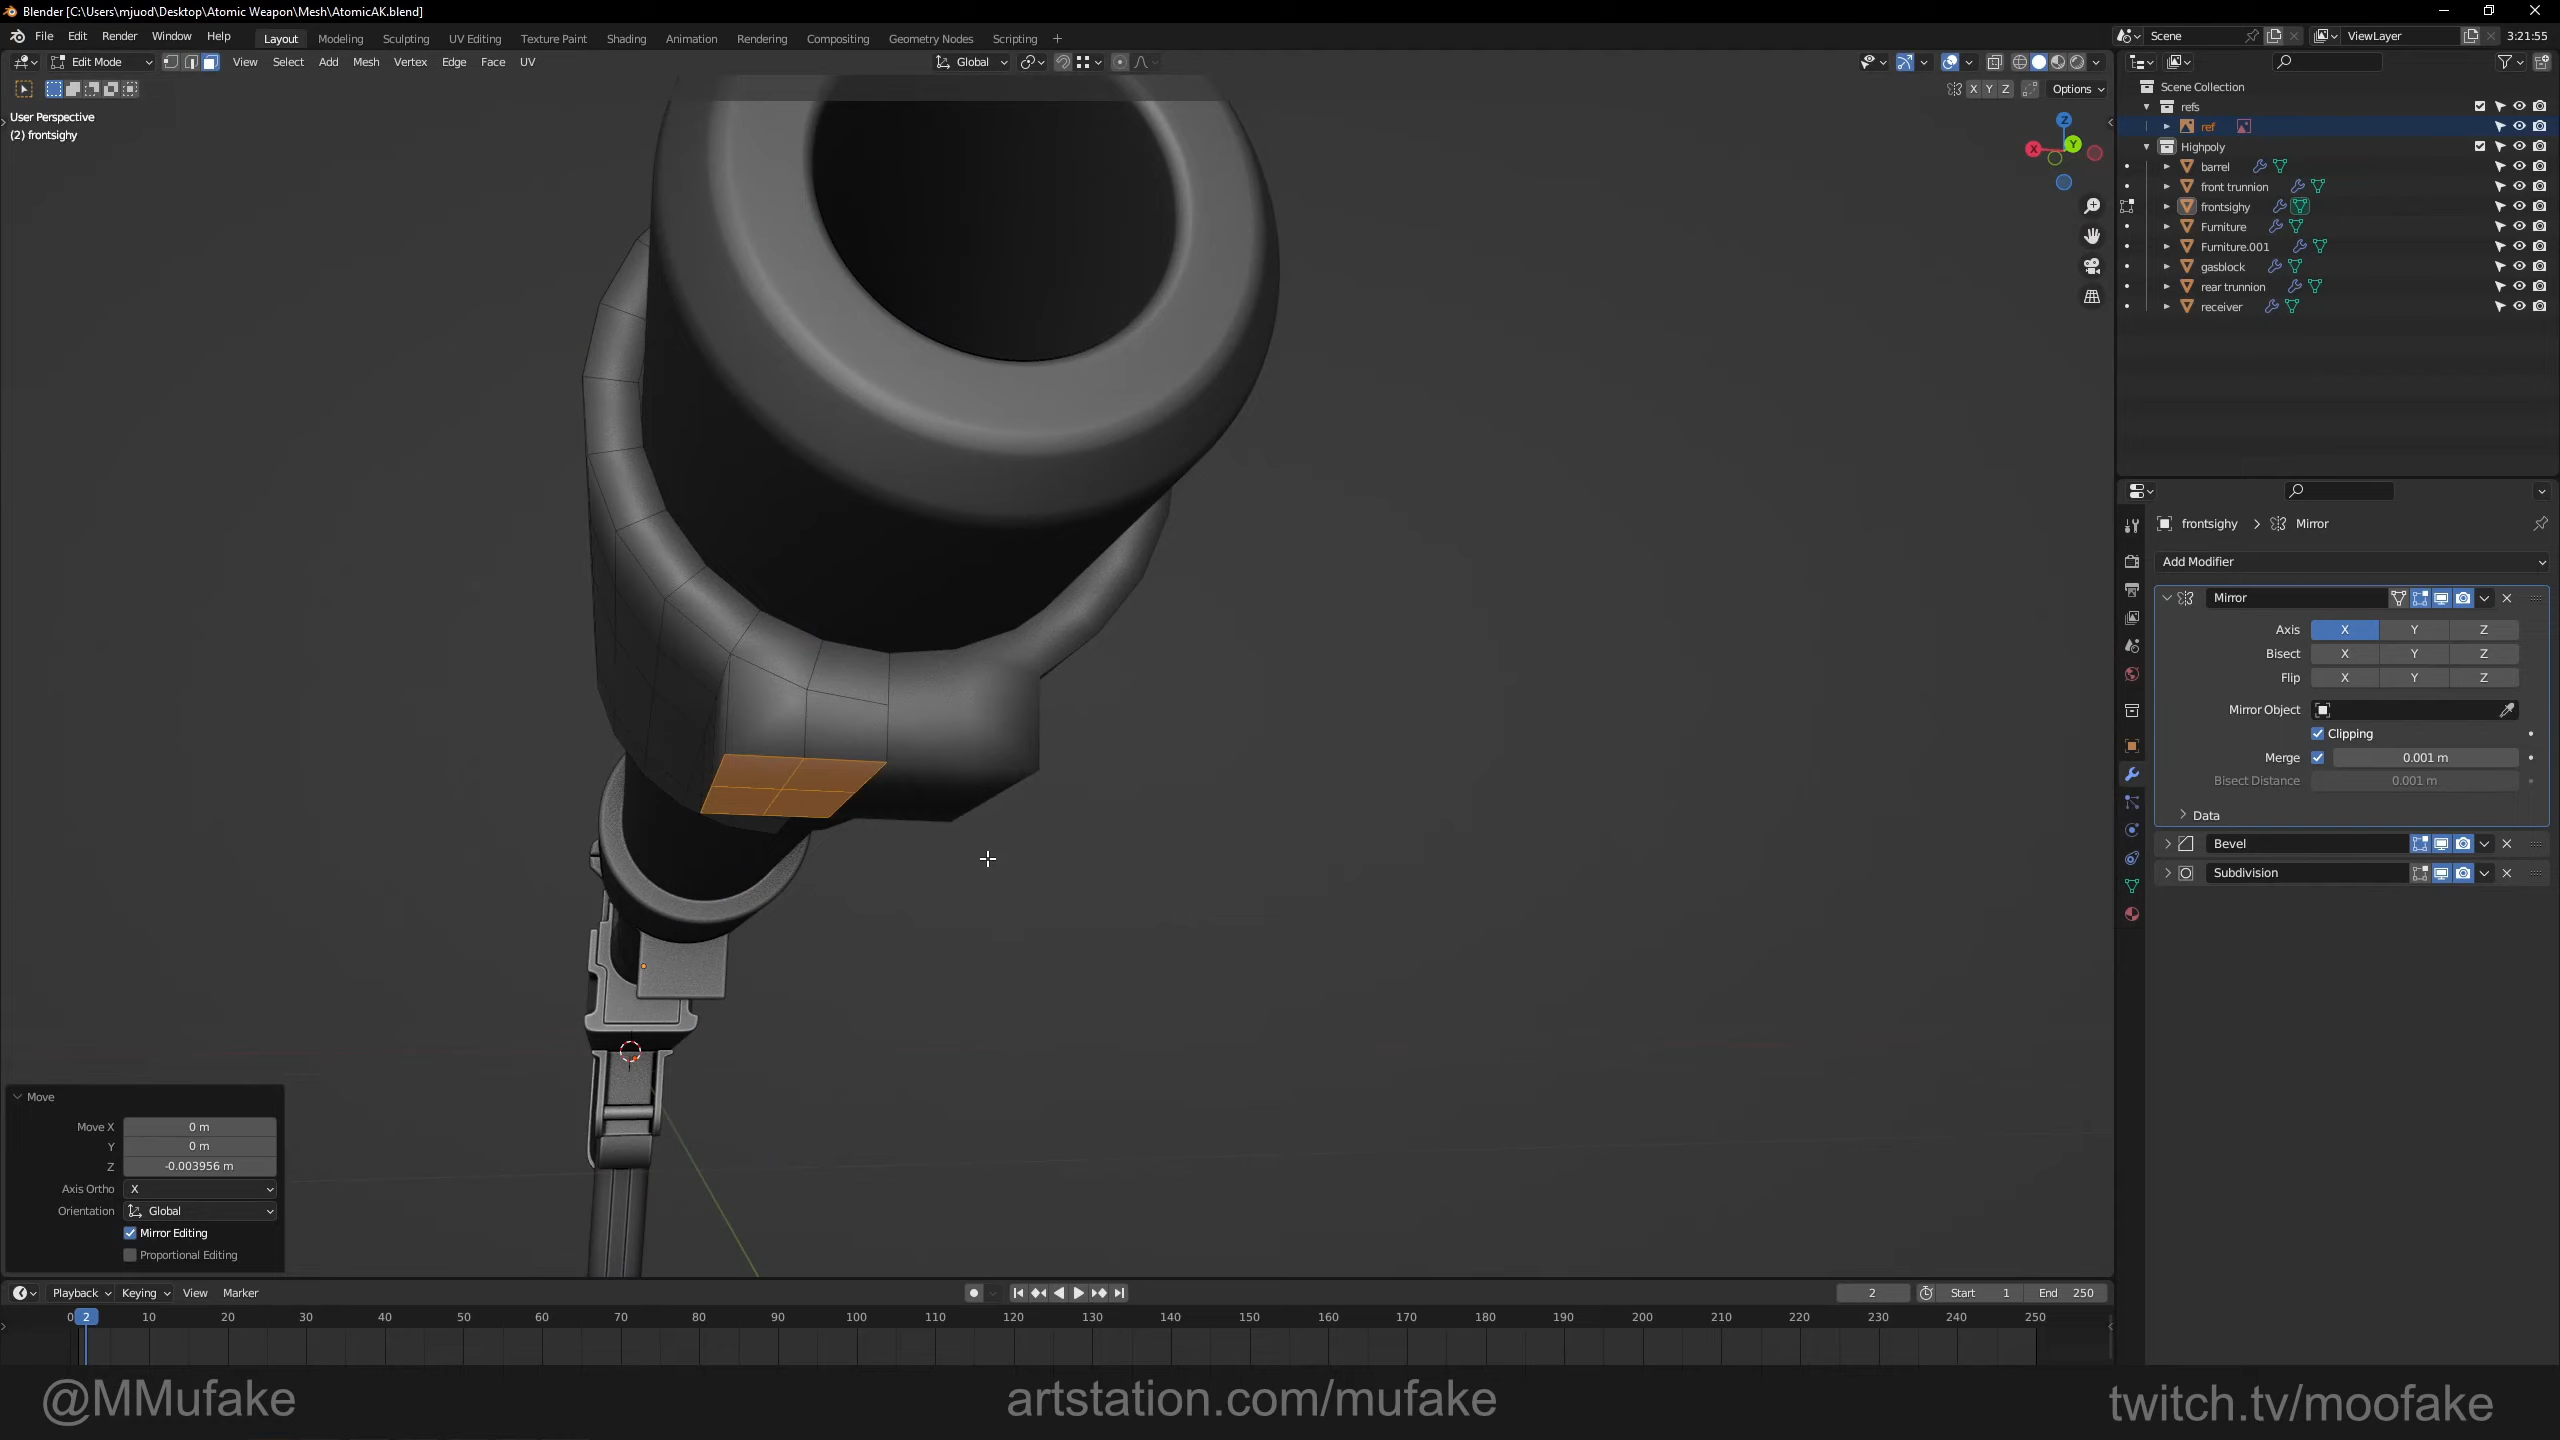 Blender [C:\Users\mjuod\Desktop\Atomic Weapon\Mesh\AtomicAK.blend]
File Edit Render Window Help Layout Modeling Sculpting UV Editing Texture Paint Shading Animation Rendering Compositing Geometry Nodes Scripting + Scene ViewLayer 3:21:55
Edit Mode View Select Add Mesh Vertex Edge Face UV Global
X Y Z Options
User Perspective
(2) frontsighy
Z
X Y
Scene Collection
refs
ref
Highpoly
barrel
front trunnion
frontsighy
Furniture
Furniture.001
gasblock
rear trunnion
receiver
frontsighy > Mirror
Add Modifier
Mirror
Axis X Y Z
Bisect X Y Z
Flip X Y Z
Mirror Object
Clipping
Merge 0.001 m
Bisect Distance 0.001 m
Data
Bevel
Subdivision
Move
Move X 0 m
Y 0 m
Z -0.003956 m
Axis Ortho X
Orientation Global
Mirror Editing
Proportional Editing
Playback Keying View Marker 2 Start 1 End 250
0 2 10 20 30 40 50 60 70 80 90 100 110 120 130 140 150 160 170 180 190 200 210 220 230 240 250
@MMufake artstation.com/mufake twitch.tv/moofake